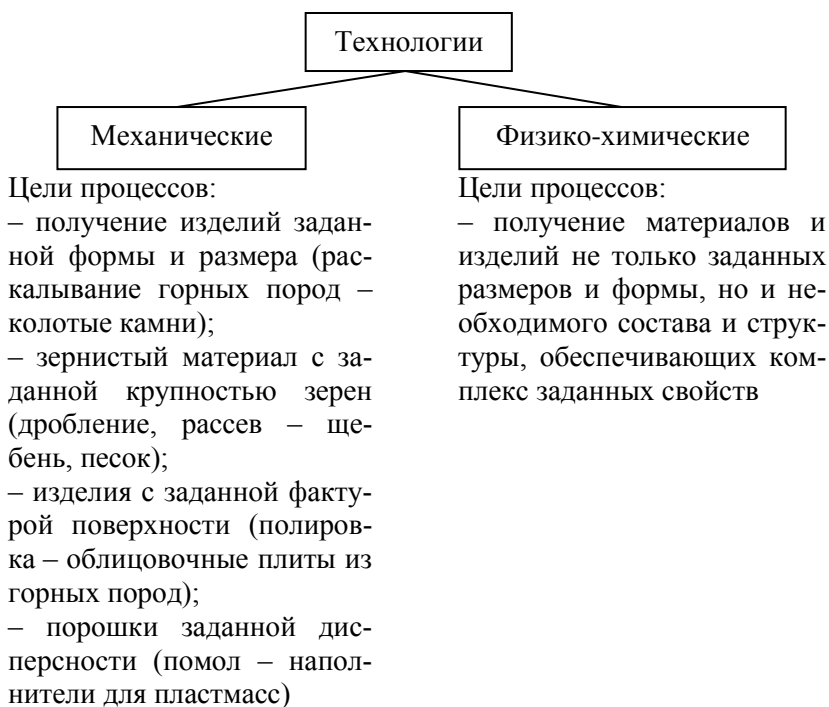 Технологии
Механические
Физико-химические
Цели процессов:
– получение изделий задан-
ной формы и размера (рас-
калывание горных пород –
колотые камни);
– зернистый материал с за-
данной крупностью зерен
(дробление, рассев – ще-
бень, песок);
– изделия с заданной факту-
рой поверхности (полиров-
ка – облицовочные плиты из
горных пород);
– порошки заданной дис-
персности (помол – напол-
нители для пластмасс)
Цели процессов:
– получение материалов и
изделий не только заданных
размеров и формы, но и не-
обходимого состава и струк-
туры, обеспечивающих ком-
плекс заданных свойств